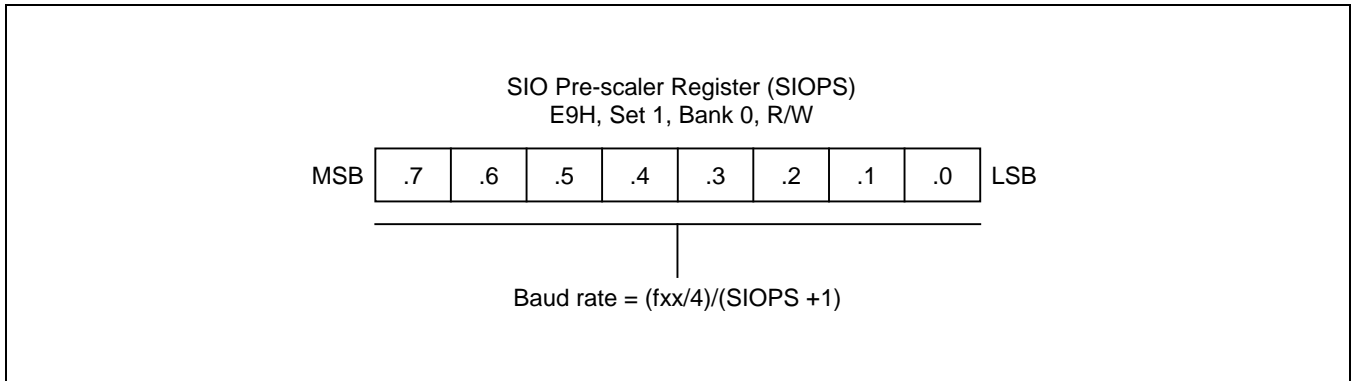 SIO Pre-scaler Register (SIOPS)
E9H, Set 1, Bank 0, R/W
MSB .7 .6 .5 .4 .3 .2 .1 .0 LSB
Baud rate = (fxx/4)/(SIOPS +1)